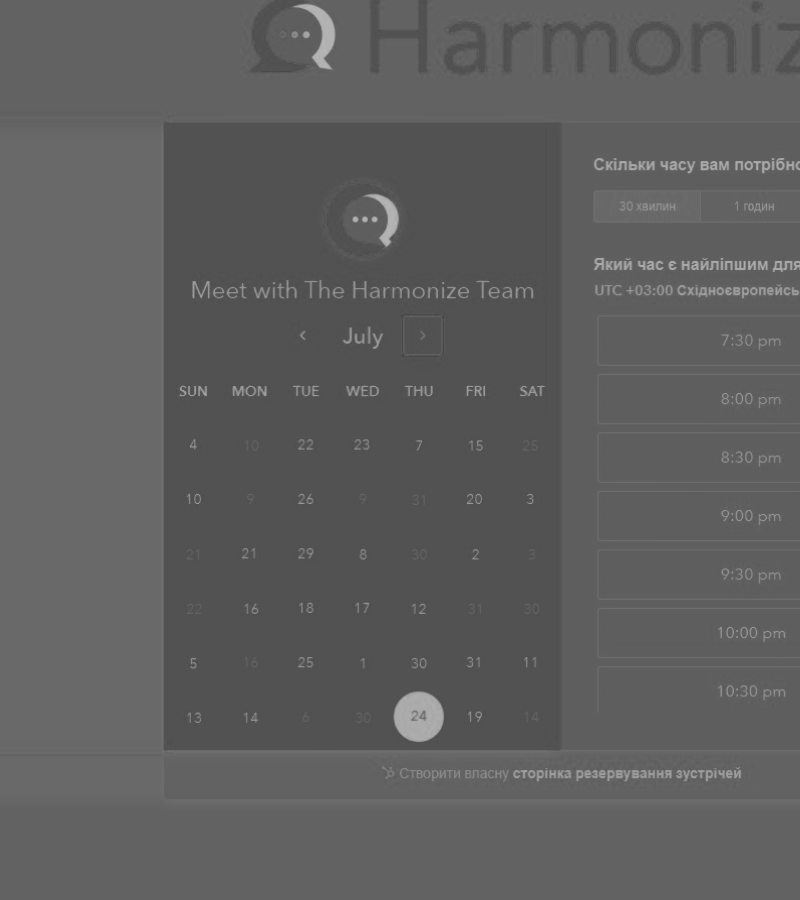 Harmoniz
Meet with The Harmonize Team
July
SUN MON TUE WED THU FRI SAT
4 10 22 23 7 15 25
10 9 26 9 31 20 3
21 21 29 8 30 2 3
22 16 18 17 12 31 30
5 16 25 1 30 31 11
13 14 6 30 24 19 14
Скільки часу вам потрібно
30 хвилин 1 годин
Який час є найліпшим для
UTC +03:00 Східноєвропейсь
7:30 pm
8:00 pm
8:30 pm
9:00 pm
9:30 pm
10:00 pm
10:30 pm
Створити власну сторінка резервування зустрічей